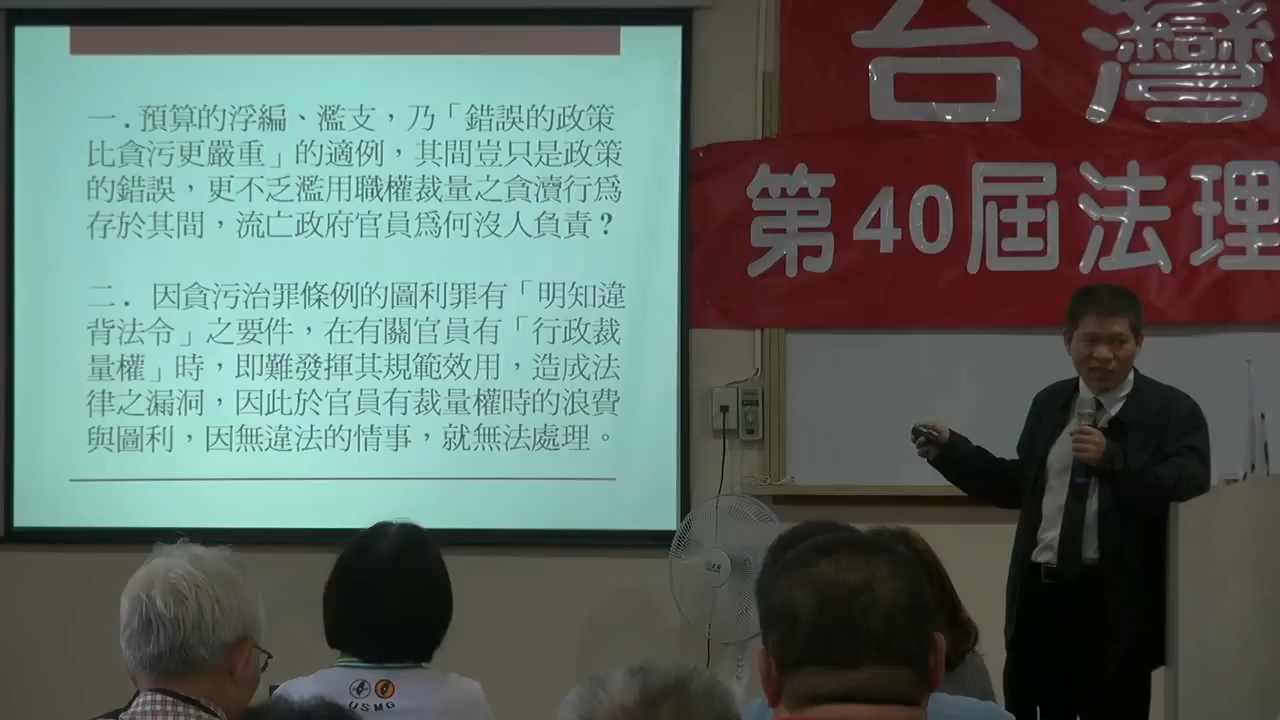 一．預算的浮編、濫支，乃「錯誤的政策
比貪污更嚴重」的適例，其間豈只是政策
的錯誤，更不乏濫用職權裁量之貪瀆行為
存於其間，流亡政府官員為何沒人負責？
二． 因貪污治罪條例的圖利罪有「明知違
背法令」之要件，在有關官員有「行政裁
量權」時，即難發揮其規範效用，造成法
律之漏洞，因此於官員有裁量權時的浪費
與圖利，因無違法的情事，就無法處理。
台灣
第40屆法理
USMG